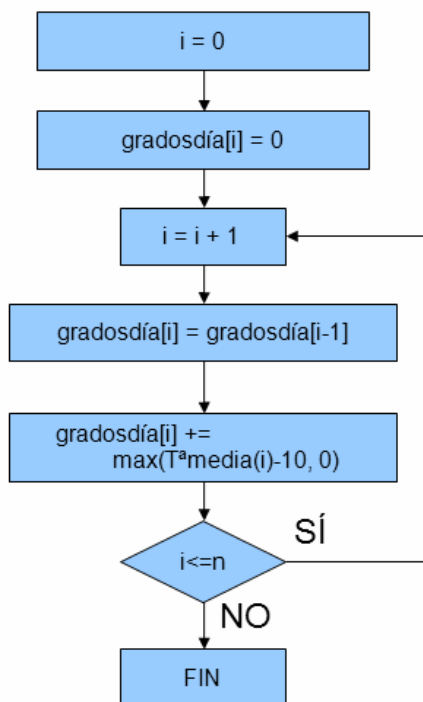 i = 0
gradosdía[i] = 0
i = i + 1
gradosdía[i] = gradosdía[i-1]
gradosdía[i] +=
max(Tªmedia(i)-10, 0)
i<=n
SÍ
NO
FIN